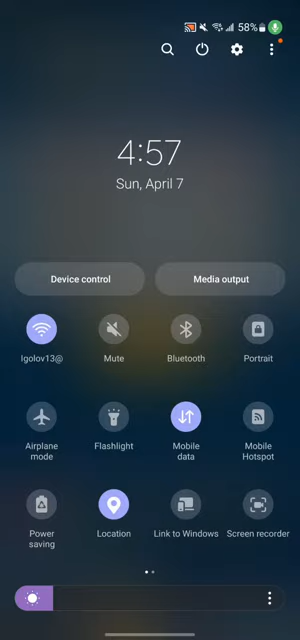 58%
4:57
Sun, April 7
Device control
Media output
Igolov13@
Mute
Bluetooth
Portrait
Airplane
mode
Flashlight
Mobile
data
Mobile
Hotspot
Power
saving
Location
Link to Windows
Screen recorder